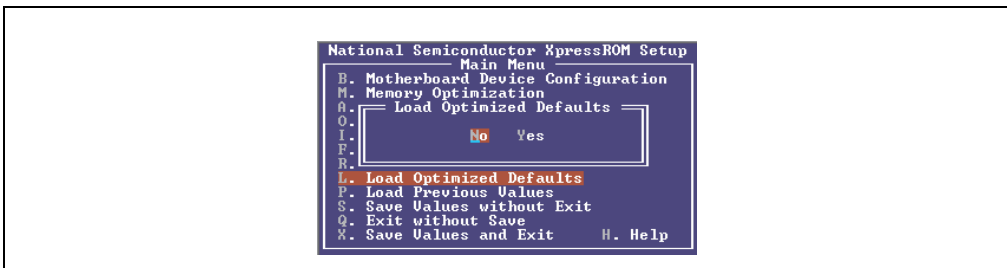 National Semiconductor XpressROM Setup
Main Menu
B. Motherboard Device Configuration
M. Memory Optimization
A.
Load Optimized Defaults
O.
I.
No Yes
F.
R.
L. Load Optimized Defaults
P. Load Previous Values
S. Save Values without Exit
Q. Exit without Save
X. Save Values and Exit H. Help